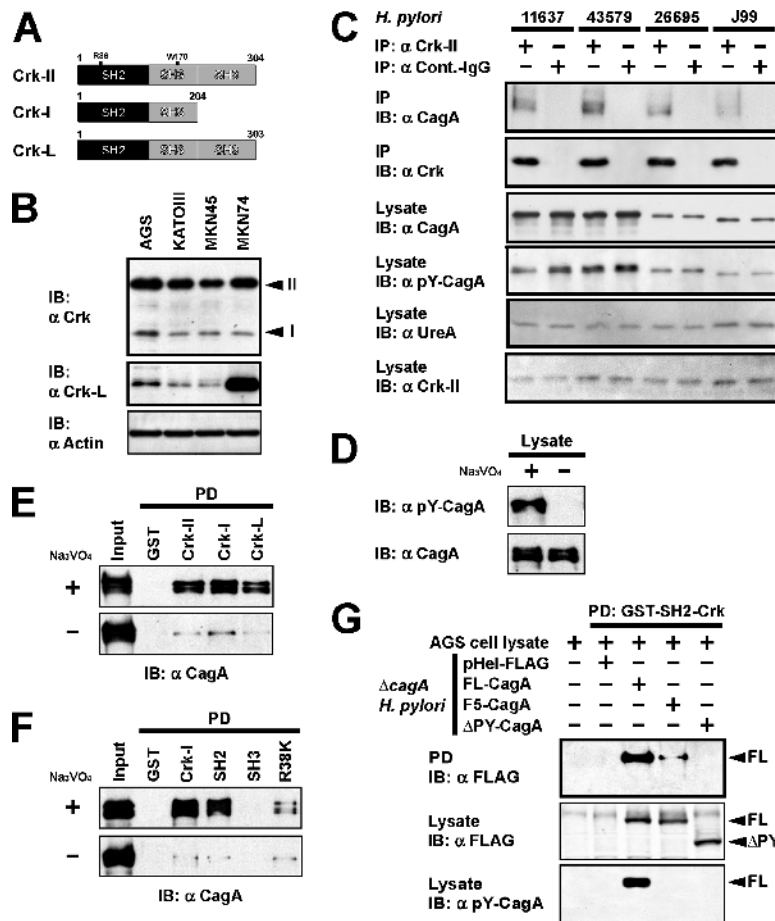 A
1 R38 W170 304
Crk-II SH2 SH3 SH3
1 204
Crk-I SH2 SH3
1 303
Crk-L SH2 SH3 SH3
B
AGS KATOIII MKN45 MKN74
IB:
α Crk
II
I
IB:
α Crk-L
IB:
α Actin
C
H. pylori 11637 43579 26695 J99
IP: α Crk-II + − + − + − + −
IP: α Cont.-IgG − + − + − + − +
IP
IB: α CagA
IP
IB: α Crk
Lysate
IB: α CagA
Lysate
IB: α pY-CagA
Lysate
IB: α UreA
Lysate
IB: α Crk-II
D
Lysate
Na₃VO₄ + −
IB: α pY-CagA
IB: α CagA
E
PD
Na₃VO₄ Input GST Crk-II Crk-I Crk-L
+
−
IB: α CagA
F
PD
Na₃VO₄ Input GST Crk-I SH2 SH3 R38K
+
−
IB: α CagA
G
PD: GST-SH2-Crk
AGS cell lysate + + + + +
pHel-FLAG − + − − −
ΔcagA FL-CagA − − + − −
H. pylori F5-CagA − − − + −
ΔPY-CagA − − − − +
PD
IB: α FLAG
FL
Lysate
IB: α FLAG
FL
ΔPY
Lysate
IB: α pY-CagA
FL